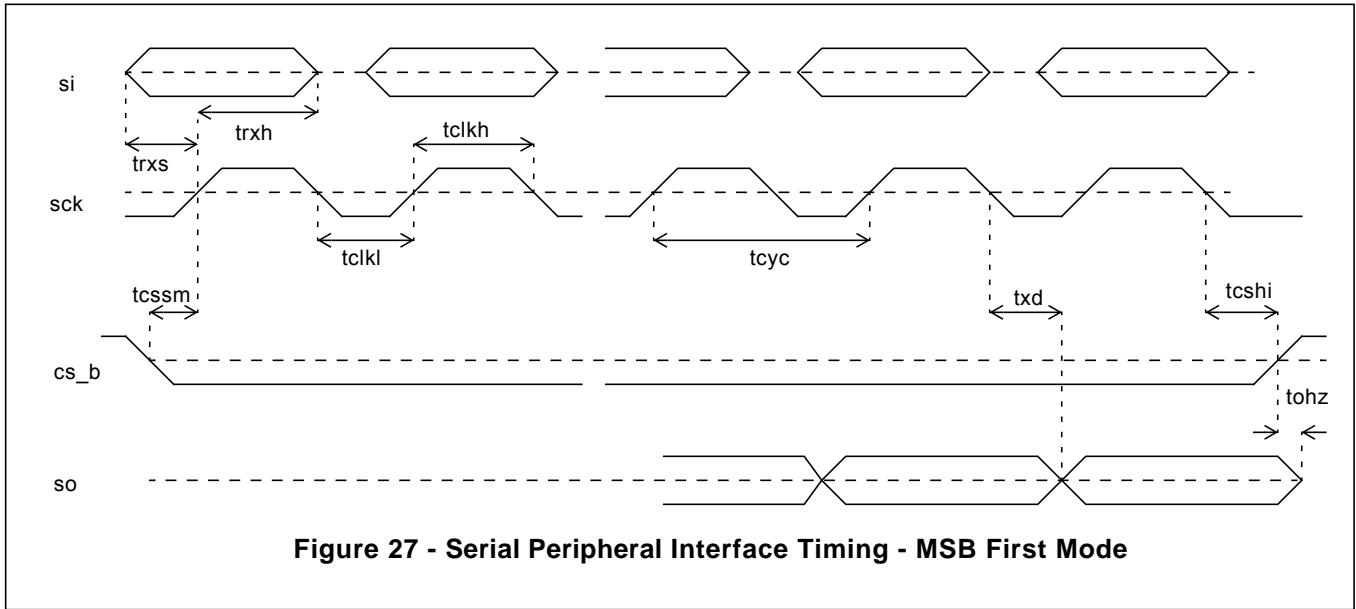 si
trxh
tclkh
trxs
sck
tclkl
tcyc
tcssm
txd
tcshi
cs_b
tohz
so
Figure 27 - Serial Peripheral Interface Timing - MSB First Mode